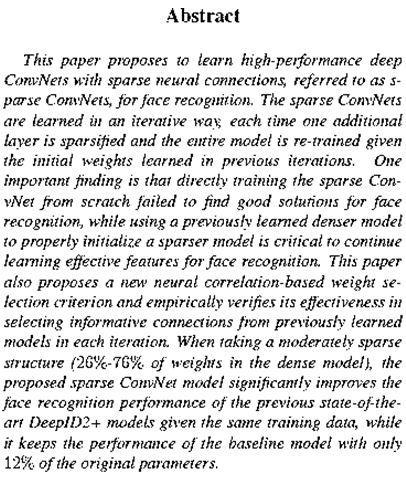 Abstract
This paper proposes to learn high-performance deep
ConvNets with sparse neural connections, referred to as s-
parse ConvNets, for face recognition. The sparse ConvNets
are learned in an iterative way, each time one additional
layer is sparsified and the entire model is re-trained given
the initial weights learned in previous iterations. One
important finding is that directly training the sparse Con-
vNet from scratch failed to find good solutions for face
recognition, while using a previously learned denser model
to properly initialize a sparser model is critical to continue
learning effective features for face recognition. This paper
also proposes a new neural correlation-based weight se-
lection criterion and empirically verifies its effectiveness in
selecting informative connections from previously learned
models in each iteration. When taking a moderately sparse
structure (26%-76% of weights in the dense model), the
proposed sparse ConvNet model significantly improves the
face recognition performance of the previous state-of-the-
art DeepID2+ models given the same training data, while
it keeps the performance of the baseline model with only
12% of the original parameters.